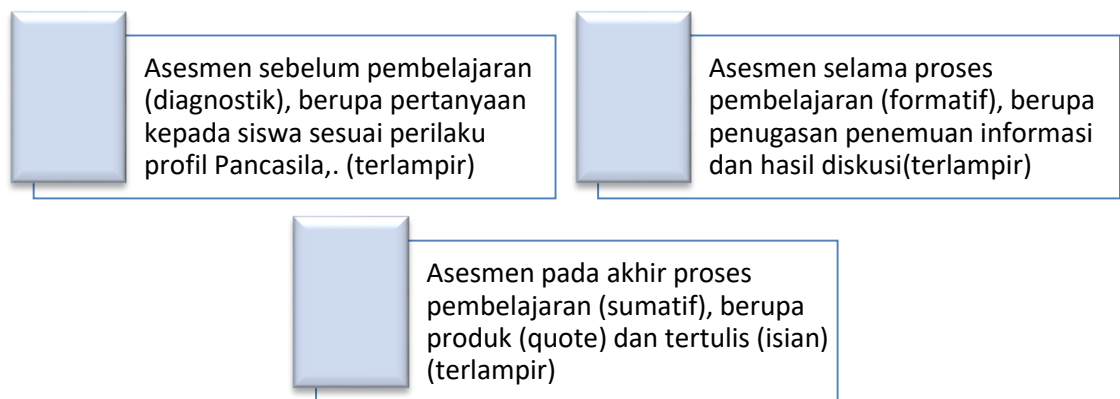 Asesmen sebelum pembelajaran
(diagnostik), berupa pertanyaan
kepada siswa sesuai perilaku
profil Pancasila,. (terlampir)
Asesmen selama proses
pembelajaran (formatif), berupa
penugasan penemuan informasi
dan hasil diskusi(terlampir)
Asesmen pada akhir proses
pembelajaran (sumatif), berupa
produk (quote) dan tertulis (isian)
(terlampir)